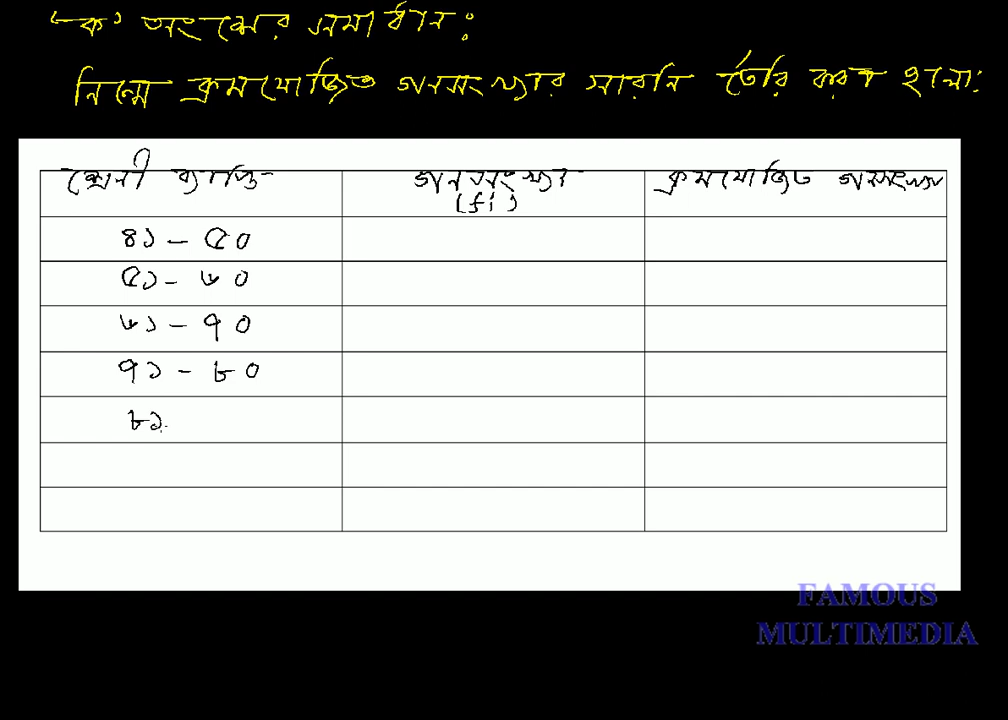 "ক' অংশের সমাধান:
নিম্নে ক্রমযোজিত গনসংখ্যার সারনি তৈরি করা হলো:
শ্রেনী ব্যাপ্তি গনসংখ্যা (fi) ক্রমযোজিত গনসংখ্যা
৪১ - ৫০
৫১ - ৬০
৬১ - ৭০
৭১ - ৮০
৮১
FAMOUS
MULTIMEDIA